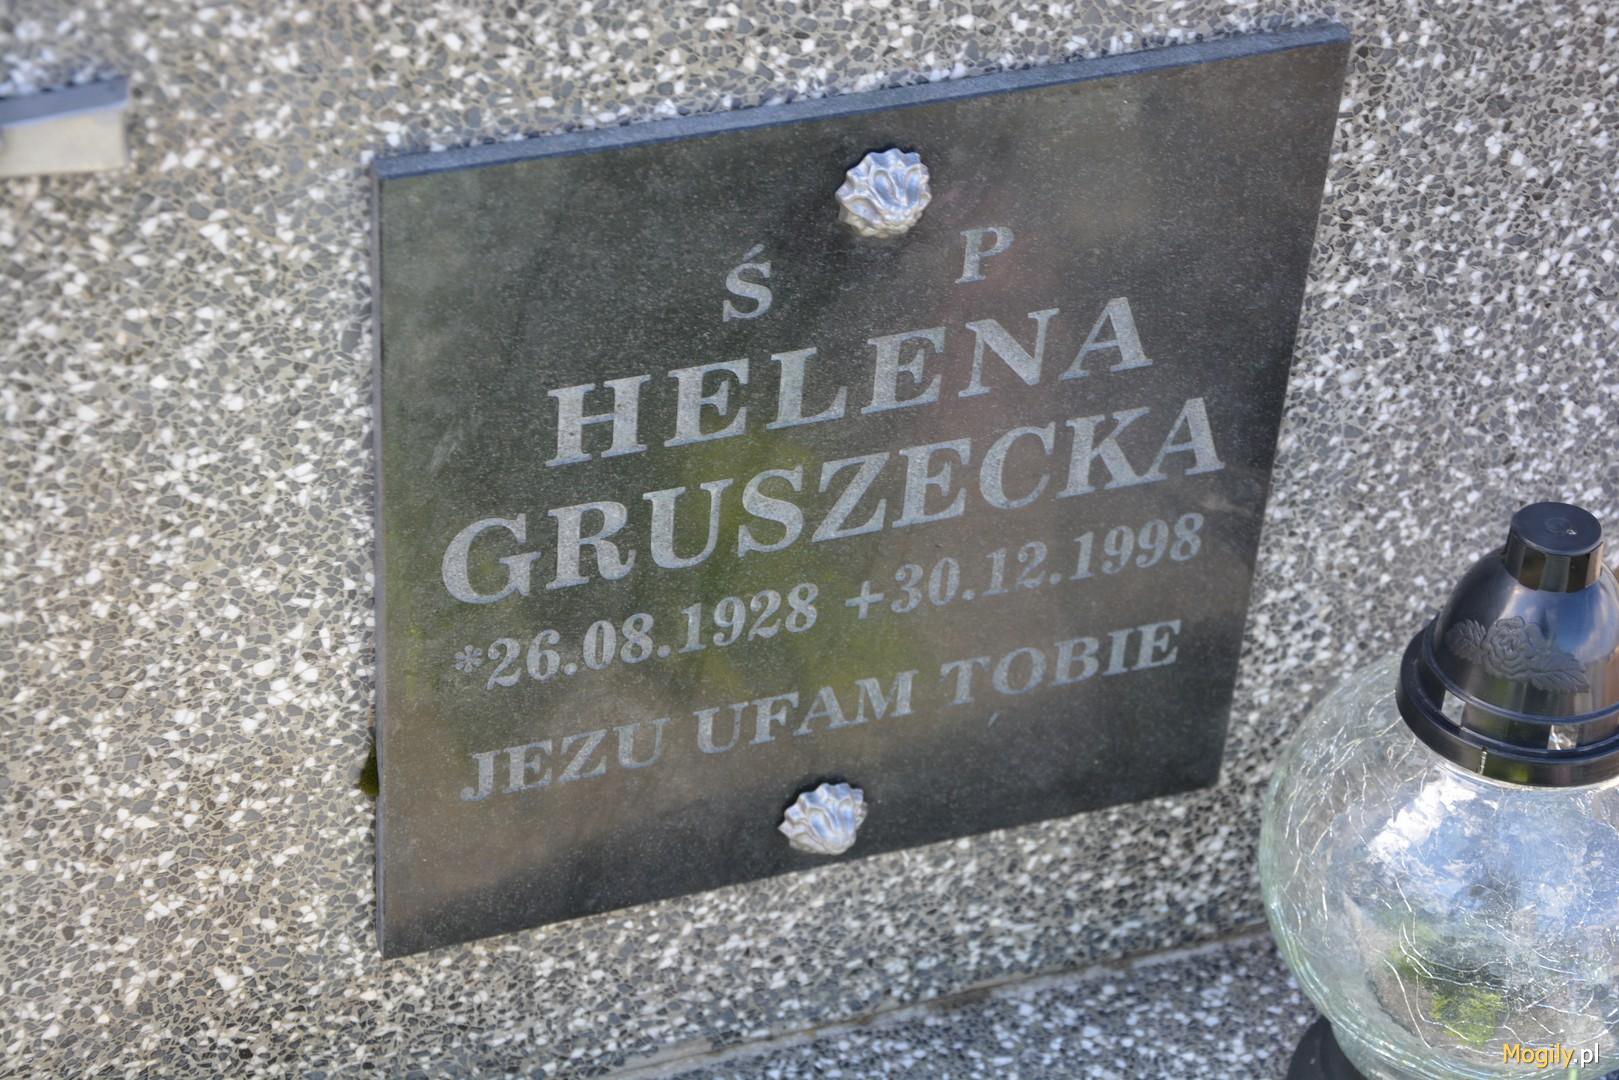 Ś P
HELENA
GRUSZECKA
*26.08.1928 +30.12.1998
JEZU UFAM TOBIE
Mogily.pl